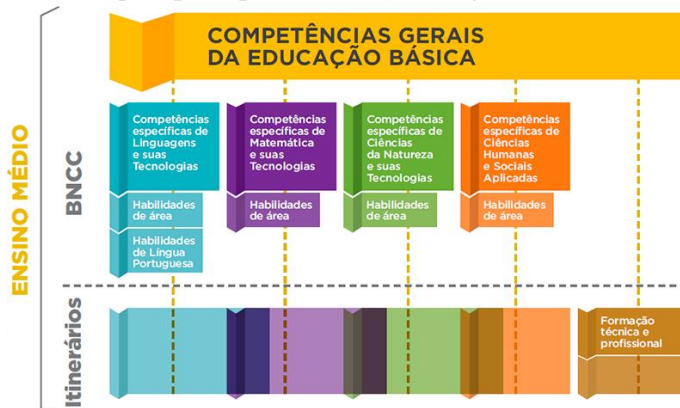 COMPETÊNCIAS GERAIS
DA EDUCAÇÃO BÁSICA
ENSINO MÉDIO
BNCC
Competências
específicas de
Linguagens
e suas
Tecnologias
Habilidades
de área
Habilidades
de Língua
Portuguesa
Competências
específicas de
Matemática
e suas
Tecnologias
Habilidades
de área
Competências
específicas de
Ciências
da Natureza
e suas
Tecnologias
Habilidades
de área
Competências
específicas de
Ciências
Humanas
e Sociais
Aplicadas
Habilidades
de área
Itinerários
Formação
técnica e
profissional